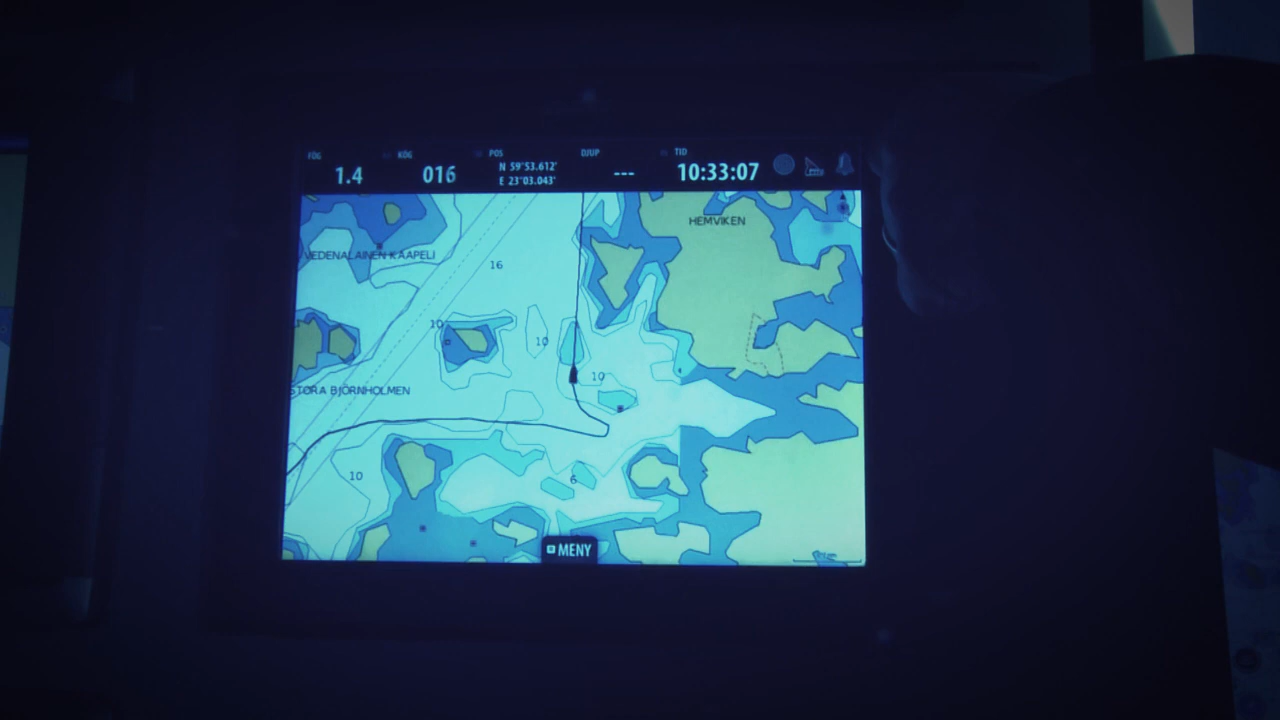 FÖG KÖG POS DJUP TID
1.4 016 N 59°53.612' --- 10:33:07
E 23°03.043'
HEMVIKEN
VEDENALAINEN KAAPELI
16
10
10
10
STORA BJÖRNHOLMEN
10
6
MENY